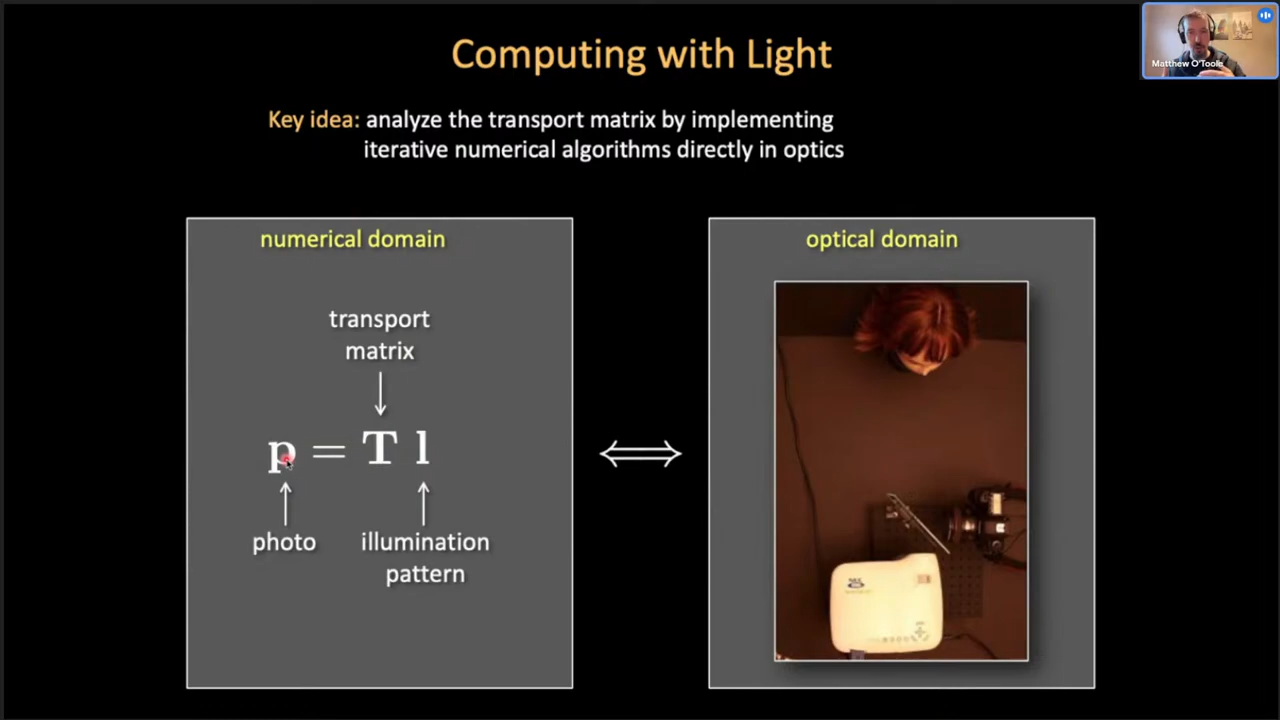 Computing with Light
Matthew O'Toole
Key idea: analyze the transport matrix by implementing
iterative numerical algorithms directly in optics
numerical domain
transport
matrix
p = T l
photo
illumination
pattern
optical domain
NEC